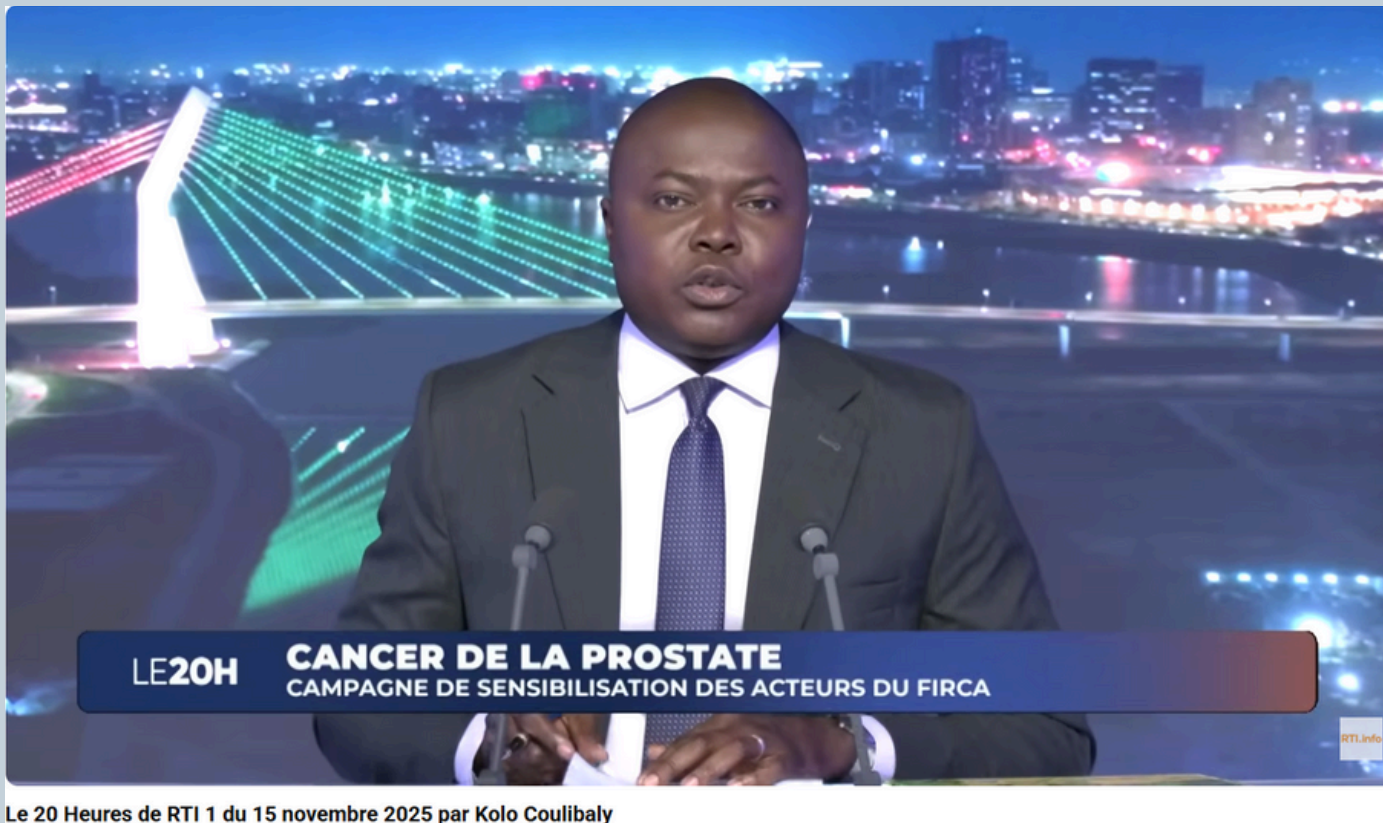 LE20H
CANCER DE LA PROSTATE
CAMPAGNE DE SENSIBILISATION DES ACTEURS DU FIRCA
RTI.info
Le 20 Heures de RTI 1 du 15 novembre 2025 par Kolo Coulibaly